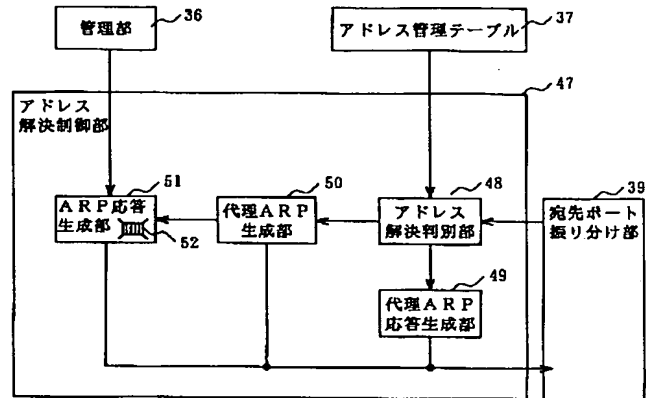 管理部
36
アドレス管理テーブル
37
47
アドレス
解決制御部
51
ARP応答
生成部
52
50
代理ARP
生成部
48
アドレス
解決判別部
39
宛先ポート
振り分け部
49
代理ARP
応答生成部